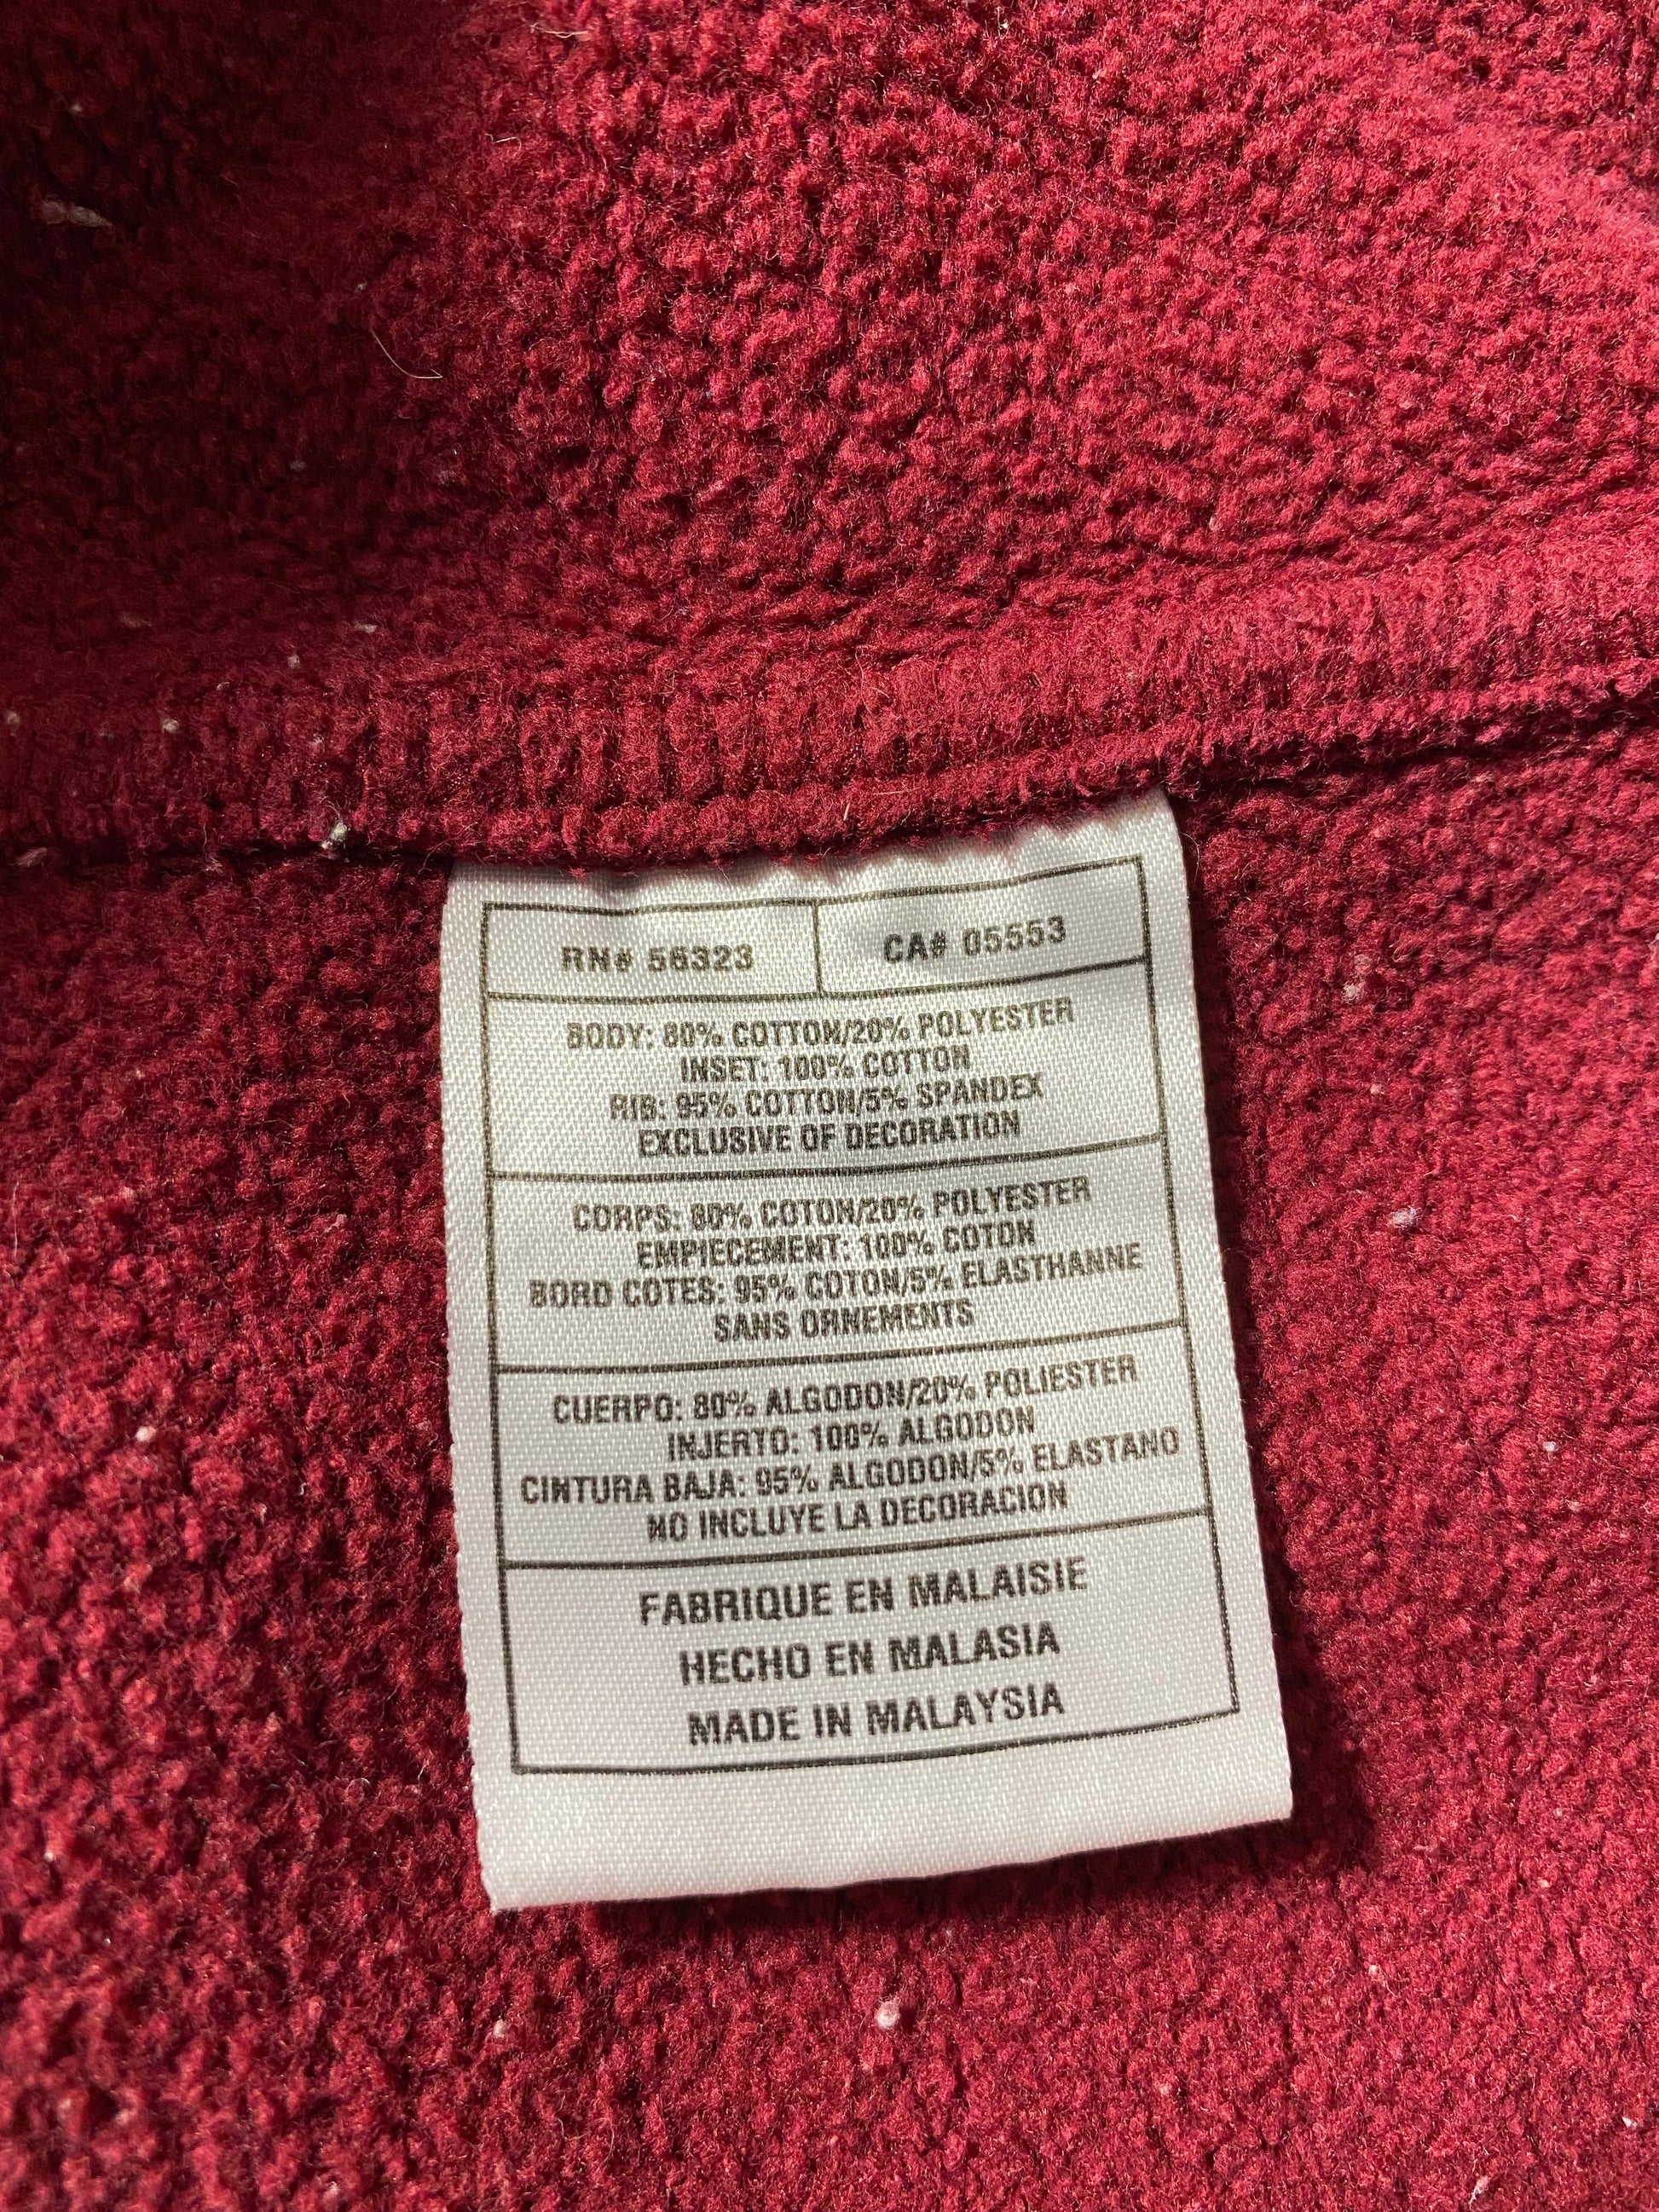 RN# 56323 CA# 05553
BODY: 80% COTTON/20% POLYESTER
INSET: 100% COTTON
RIB: 95% COTTON/5% SPANDEX
EXCLUSIVE OF DECORATION
CORPS: 80% COTON/20% POLYESTER
EMPIECEMENT: 100% COTON
BORD COTES: 95% COTON/5% ELASTHANNE
SANS ORNEMENTS
CUERPO: 80% ALGODON/20% POLIESTER
INJERTO: 100% ALGODON
CINTURA BAJA: 95% ALGODON/5% ELASTANO
NO INCLUYE LA DECORACION
FABRIQUE EN MALAISIE
HECHO EN MALASIA
MADE IN MALAYSIA